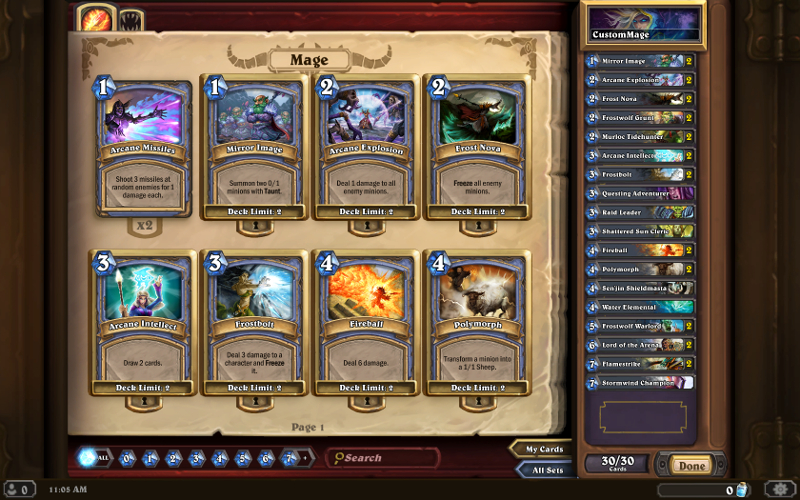 Mage
1
Arcane Missiles
Shoot 3 missiles at
random enemies for 1
damage each.
X2
1
Mirror Image
Summon two 0/1
minions with Taunt.
Deck Limit 2
1
2
Arcane Explosion
Deal 1 damage to all
enemy minions.
Deck Limit 2
1
2
Frost Nova
Freeze all enemy
minions.
Deck Limit 2
1
3
Arcane Intellect
Draw 2 cards.
Deck Limit 2
1
3
Frostbolt
Deal 3 damage to a
character and Freeze
it.
Deck Limit 2
1
4
Fireball
Deal 6 damage.
Deck Limit 2
1
4
Polymorph
Transform a minion into
a 1/1 Sheep.
Deck Limit 2
1
Page 1
ALL 0 1 2 3 4 5 6 7 +
Search
My Cards
All Sets
CustomMage
1 Mirror Image 2
2 Arcane Explosion 2
2 Frost Nova 2
2 Frostwolf Grunt 2
2 Murloc Tidehunter 2
3 Arcane Intellect 2
3 Frostbolt 2
3 Questing Adventurer
3 Raid Leader 2
3 Shattered Sun Cleric
4 Fireball 2
4 Polymorph 2
4 Sen'jin Shieldmasta
4 Water Elemental
5 Frostwolf Warlord 2
6 Lord of the Arena 2
7 Flamestrike 2
7 Stormwind Champion
30/30
Cards
Done
0
11:05 AM
0